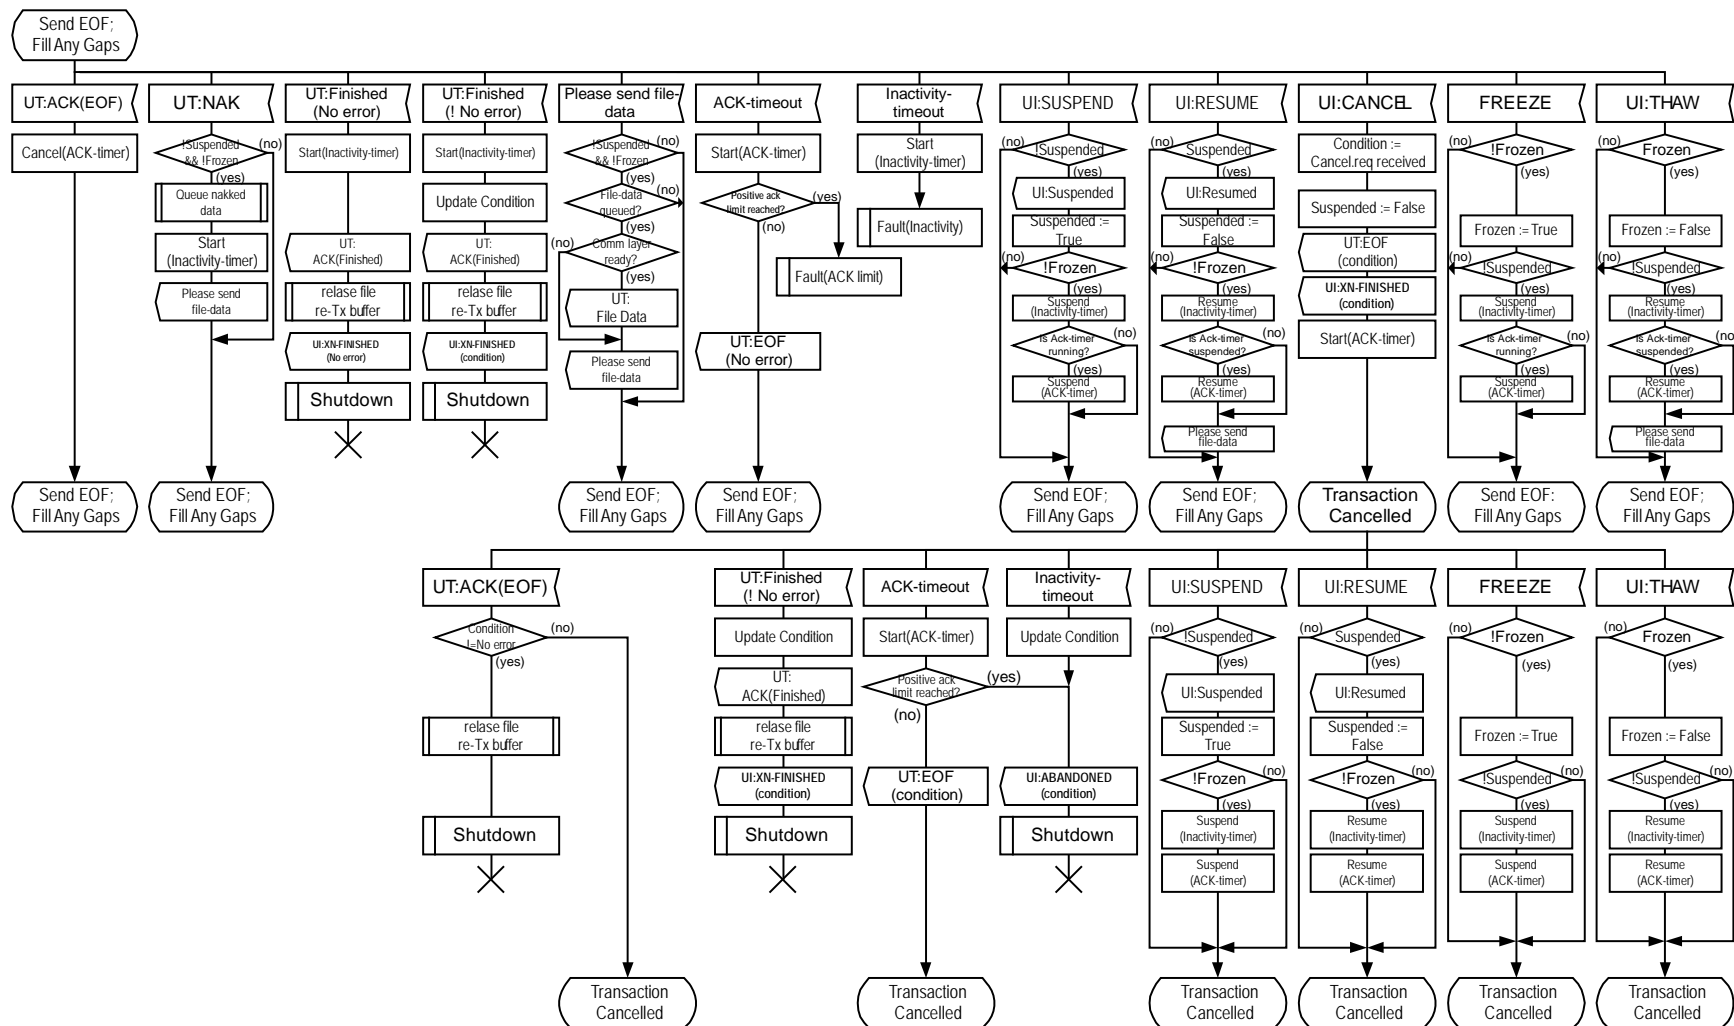 Send EOF;
Fill Any Gaps
UT:ACK(EOF)
Cancel(ACK-timer)
Send EOF;
Fill Any Gaps
UT:NAK
!Suspended
&& !Frozen
(no)
(yes)
Queue nakked
data
Start
(Inactivity-timer)
Please send
file-data
Send EOF;
Fill Any Gaps
UT:Finished
(No error)
Start(Inactivity-timer)
UT:
ACK(Finished)
relase file
re-Tx buffer
UI:XN-FINISHED
(No error)
Shutdown
UT:Finished
(! No error)
Start(Inactivity-timer)
Update Condition
UT:
ACK(Finished)
relase file
re-Tx buffer
UI:XN-FINISHED
(condition)
Shutdown
Please send file-
data
(no)
!Suspended
&& !Frozen
(yes)
(no)
File-data
queued?
(yes)
(no)
Comm layer
ready?
(yes)
UT:
File Data
Please send
file-data
Send EOF;
Fill Any Gaps
ACK-timeout
Start(ACK-timer)
Positive ack
limit reached?
(yes)
(no)
Fault(ACK limit)
UT:EOF
(No error)
Send EOF;
Fill Any Gaps
Inactivity-
timeout
Start
(Inactivity-timer)
Fault(Inactivity)
UI:SUSPEND
(no)
!Suspended
(yes)
UI:Suspended
Suspended :=
True
(no)
!Frozen
(yes)
Suspend
(Inactivity-timer)
(no)
Is Ack-timer
running?
(yes)
Suspend
(ACK-timer)
Send EOF;
Fill Any Gaps
UI:RESUME
(no)
Suspended
(yes)
UI:Resumed
Suspended :=
False
(no)
!Frozen
(yes)
Resume
(Inactivity-timer)
(no)
Is Ack-timer
suspended?
(yes)
Resume
(ACK-timer)
Please send
file-data
Send EOF;
Fill Any Gaps
UI:CANCEL
Condition :=
Cancel.req received
Suspended := False
UT:EOF
(condition)
UI:XN-FINISHED
(condition)
Start(ACK-timer)
Transaction
Cancelled
FREEZE
(no)
!Frozen
(yes)
Frozen := True
(no)
!Suspended
(yes)
Suspend
(Inactivity-timer)
(no)
Is Ack-timer
running?
(yes)
Suspend
(ACK-timer)
Send EOF:
Fill Any Gaps
UI:THAW
(no)
Frozen
(yes)
Frozen := False
(no)
!Suspended
(yes)
Resume
(Inactivity-timer)
(no)
Is Ack-timer
suspended?
(yes)
Resume
(ACK-timer)
Please send
file-data
Send EOF;
Fill Any Gaps
UT:ACK(EOF)
Condition
!=No error
(no)
(yes)
relase file
re-Tx buffer
Shutdown
Transaction
Cancelled
UT:Finished
(! No error)
Update Condition
UT:
ACK(Finished)
relase file
re-Tx buffer
UI:XN-FINISHED
(condition)
Shutdown
ACK-timeout
Start(ACK-timer)
Positive ack
limit reached?
(yes)
(no)
UT:EOF
(condition)
Transaction
Cancelled
Inactivity-
timeout
Update Condition
UI:ABANDONED
(condition)
Shutdown
UI:SUSPEND
(no)
!Suspended
(yes)
UI:Suspended
Suspended :=
True
!Frozen
(no)
(yes)
Suspend
(Inactivity-timer)
Suspend
(ACK-timer)
Transaction
Cancelled
UI:RESUME
(no)
Suspended
(yes)
UI:Resumed
Suspended :=
False
!Frozen
(no)
(yes)
Resume
(Inactivity-timer)
Resume
(ACK-timer)
Transaction
Cancelled
FREEZE
(no)
!Frozen
(yes)
Frozen := True
!Suspended
(no)
(yes)
Suspend
(Inactivity-timer)
Suspend
(ACK-timer)
Transaction
Cancelled
UI:THAW
(no)
Frozen
(yes)
Frozen := False
!Suspended
(no)
(yes)
Resume
(Inactivity-timer)
Resume
(ACK-timer)
Transaction
Cancelled